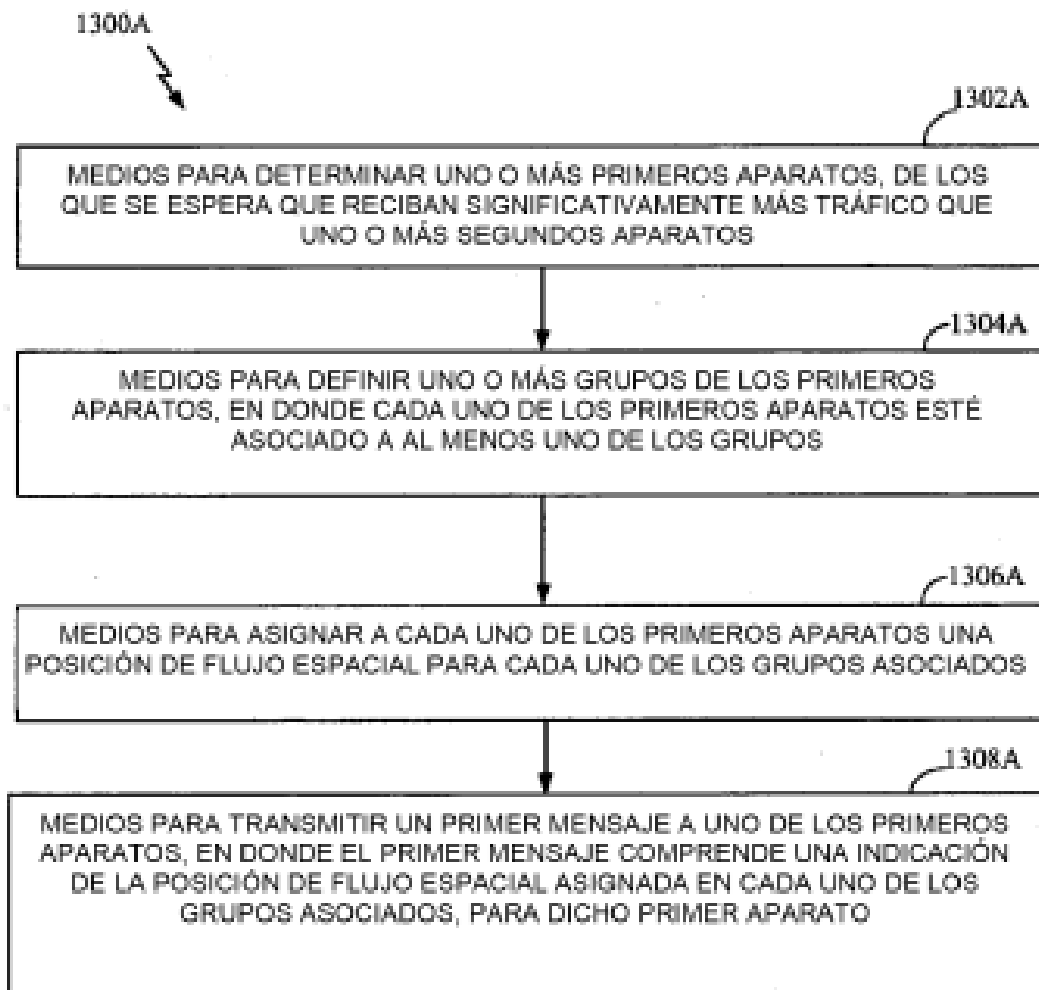 1300A
1302A
MEDIOS PARA DETERMINAR UNO O MÁS PRIMEROS APARATOS, DE LOS
QUE SE ESPERA QUE RECIBAN SIGNIFICATIVAMENTE MÁS TRÁFICO QUE
UNO O MÁS SEGUNDOS APARATOS
1304A
MEDIOS PARA DEFINIR UNO O MÁS GRUPOS DE LOS PRIMEROS
APARATOS, EN DONDE CADA UNO DE LOS PRIMEROS APARATOS ESTÉ
ASOCIADO A AL MENOS UNO DE LOS GRUPOS
1306A
MEDIOS PARA ASIGNAR A CADA UNO DE LOS PRIMEROS APARATOS UNA
POSICIÓN DE FLUJO ESPACIAL PARA CADA UNO DE LOS GRUPOS ASOCIADOS
1308A
MEDIOS PARA TRANSMITIR UN PRIMER MENSAJE A UNO DE LOS PRIMEROS
APARATOS, EN DONDE EL PRIMER MENSAJE COMPRENDE UNA INDICACIÓN
DE LA POSICIÓN DE FLUJO ESPACIAL ASIGNADA EN CADA UNO DE LOS
GRUPOS ASOCIADOS, PARA DICHO PRIMER APARATO